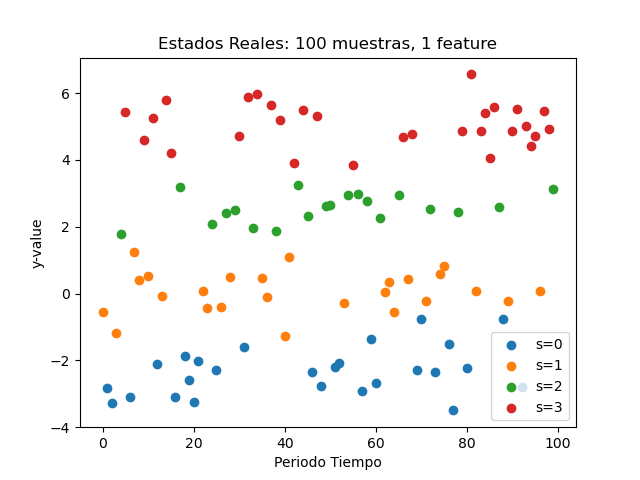 Estados Reales: 100 muestras, 1 feature
6
4
2
0
−2
−4
y-value
0
20
40
60
80
100
Periodo Tiempo
s=0
s=1
s=2
s=3